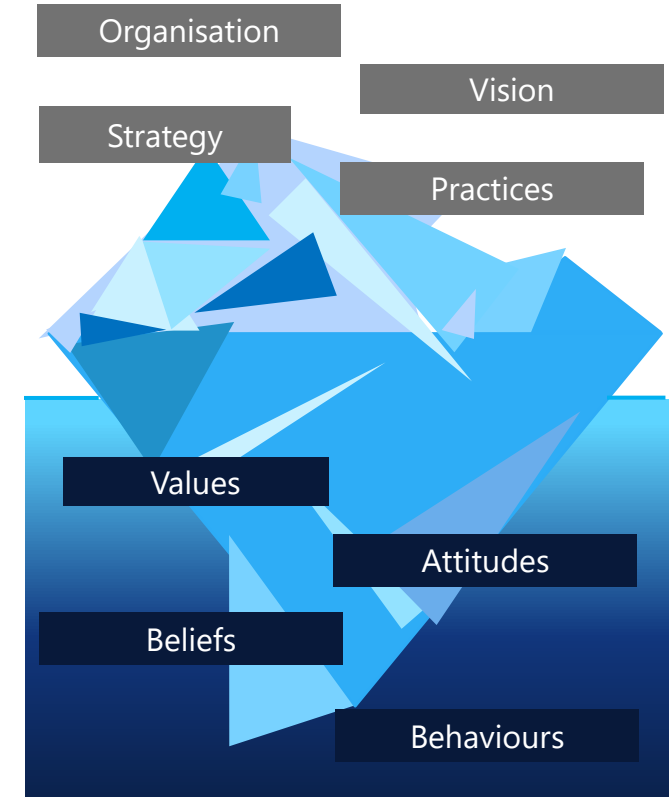 Organisation
Vision
Strategy
Practices
Values
Attitudes
Beliefs
Behaviours